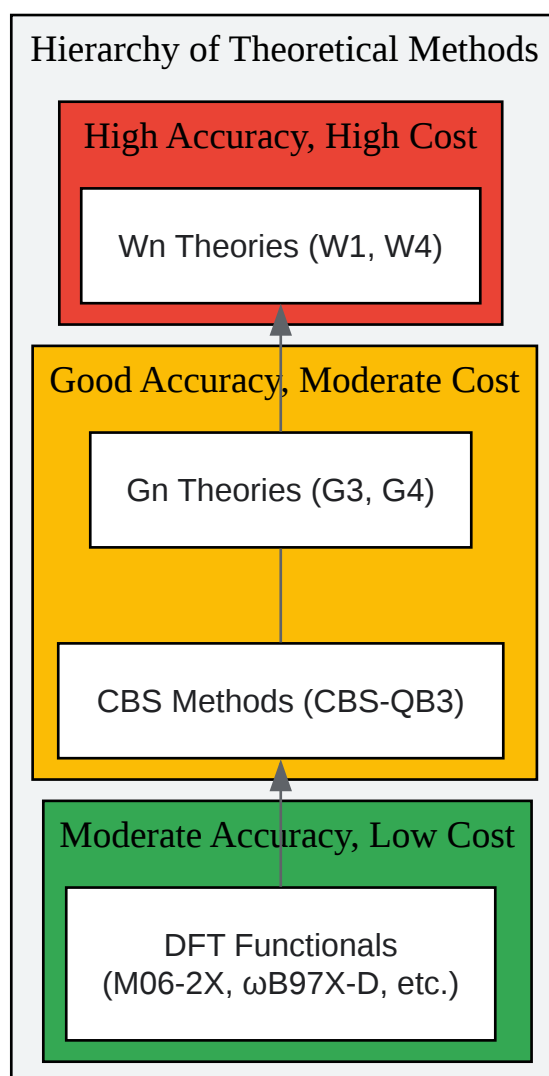 Hierarchy of Theoretical Methods
High Accuracy, High Cost
Wn Theories (W1, W4)
Good Accuracy, Moderate Cost
Gn Theories (G3, G4)
CBS Methods (CBS-QB3)
Moderate Accuracy, Low Cost
DFT Functionals
(M06-2X, ωB97X-D, etc.)